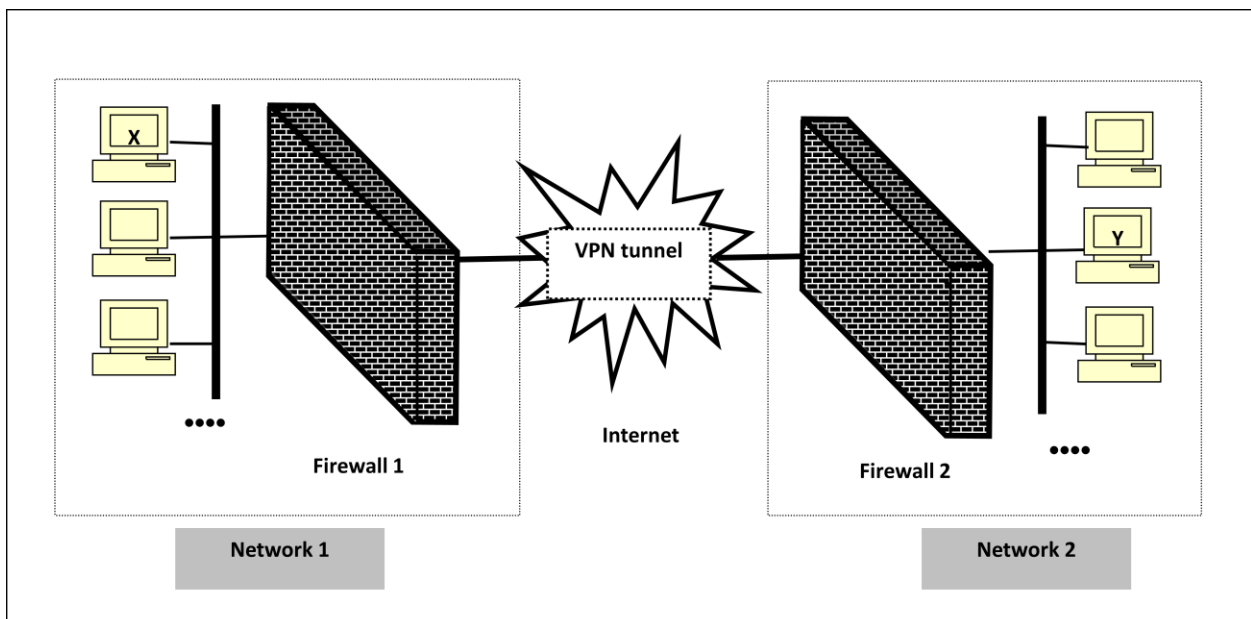 X
Y
VPN tunnel
Internet
Firewall 1
Firewall 2
Network 1
Network 2